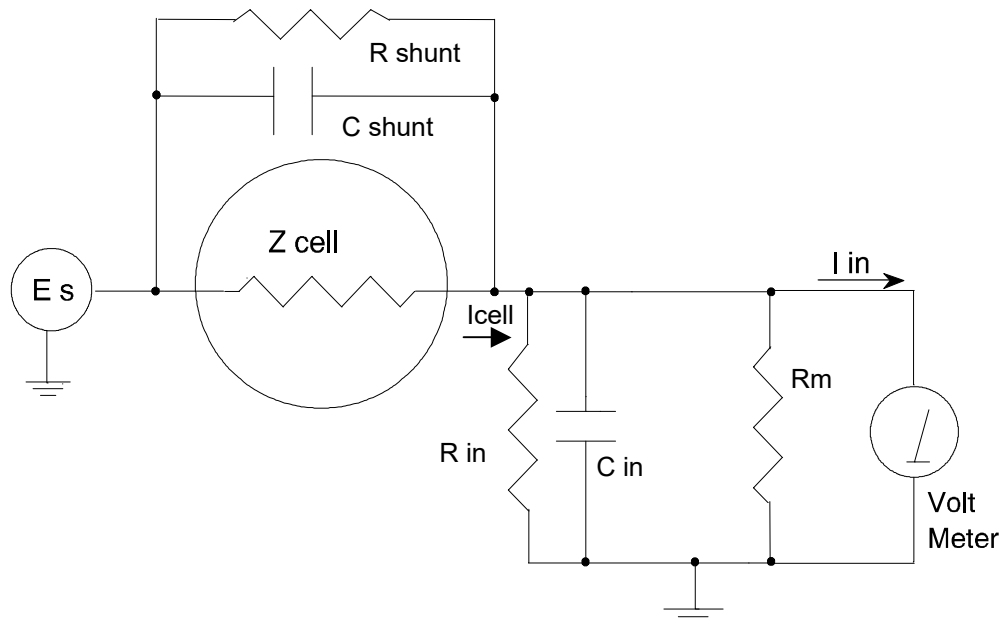 R shunt
C shunt
Z cell
E s
I in
Icell
Rm
R in
C in
Volt
Meter